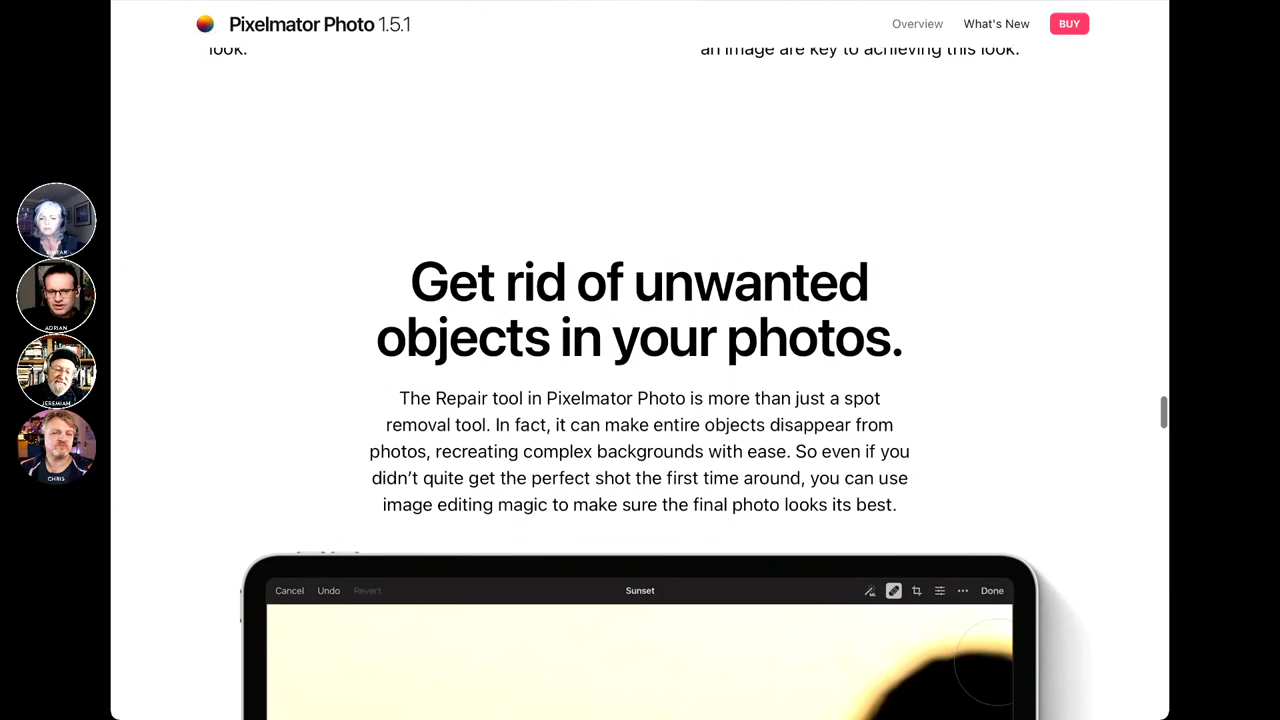 Pixelmator Photo 1.5.1
Overview
What's New
BUY
look.
an image are key to achieving this look.
Get rid of unwanted
objects in your photos.
The Repair tool in Pixelmator Photo is more than just a spot
removal tool. In fact, it can make entire objects disappear from
photos, recreating complex backgrounds with ease. So even if you
didn’t quite get the perfect shot the first time around, you can use
image editing magic to make sure the final photo looks its best.
Cancel
Undo
Revert
Sunset
Done
ADRIAN
JEREMIAH
CHRIS